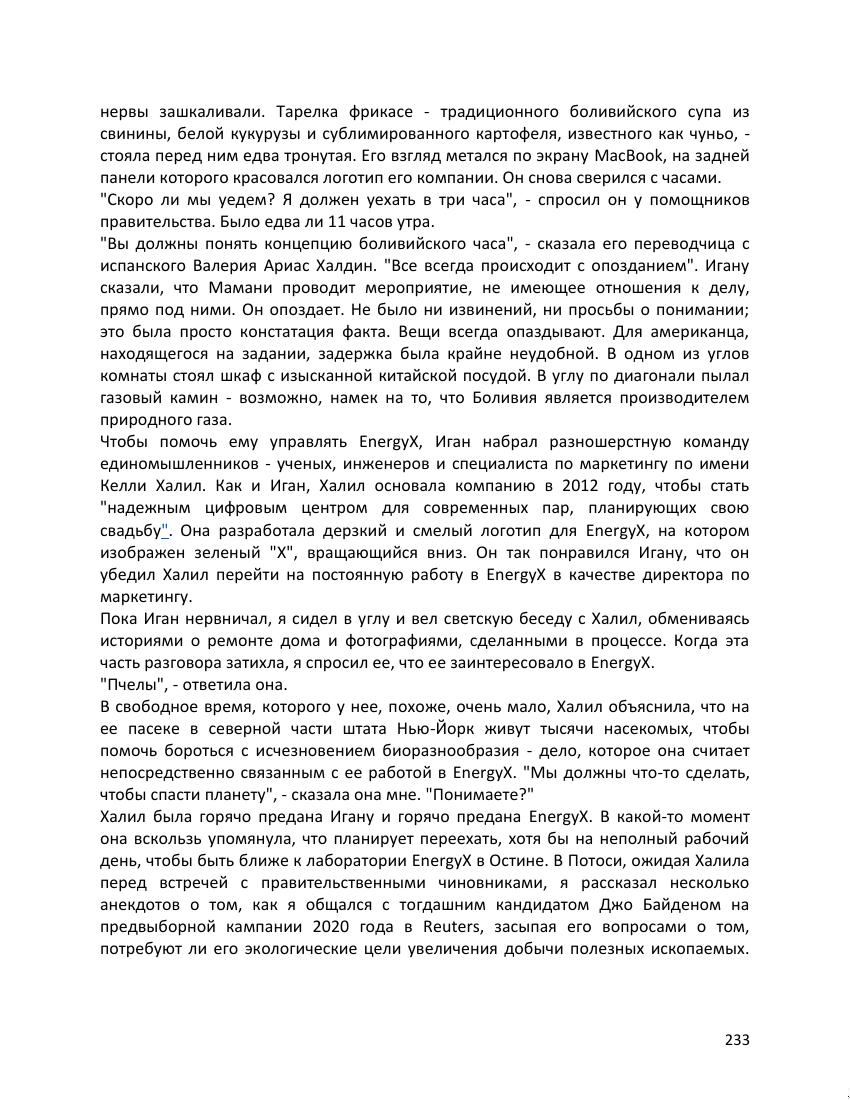 нервы зашкаливали. Тарелка фрикасе - традиционного боливийского супа из
свинины, белой кукурузы и сублимированного картофеля, известного как чуньо, -
стояла перед ним едва тронутая. Его взгляд метался по экрану MacBook, на задней
панели которого красовался логотип его компании. Он снова сверился с часами.
"Скоро ли мы уедем? Я должен уехать в три часа", - спросил он у помощников
правительства. Было едва ли 11 часов утра.
"Вы должны понять концепцию боливийского часа", - сказала его переводчица с
испанского Валерия Ариас Халдин. "Все всегда происходит с опозданием". Игану
сказали, что Мамани проводит мероприятие, не имеющее отношения к делу,
прямо под ними. Он опоздает. Не было ни извинений, ни просьбы о понимании;
это была просто констатация факта. Вещи всегда опаздывают. Для американца,
находящегося на задании, задержка была крайне неудобной. В одном из углов
комнаты стоял шкаф с изысканной китайской посудой. В углу по диагонали пылал
газовый камин - возможно, намек на то, что Боливия является производителем
природного газа.
Чтобы помочь ему управлять EnergyX, Иган набрал разношерстную команду
единомышленников - ученых, инженеров и специалиста по маркетингу по имени
Келли Халил. Как и Иган, Халил основала компанию в 2012 году, чтобы стать
"надежным цифровым центром для современных пар, планирующих свою
свадьбу". Она разработала дерзкий и смелый логотип для EnergyX, на котором
изображен зеленый "X", вращающийся вниз. Он так понравился Игану, что он
убедил Халил перейти на постоянную работу в EnergyX в качестве директора по
маркетингу.
Пока Иган нервничал, я сидел в углу и вел светскую беседу с Халил, обмениваясь
историями о ремонте дома и фотографиями, сделанными в процессе. Когда эта
часть разговора затихла, я спросил ее, что ее заинтересовало в EnergyX.
"Пчелы", - ответила она.
В свободное время, которого у нее, похоже, очень мало, Халил объяснила, что на
ее пасеке в северной части штата Нью-Йорк живут тысячи насекомых, чтобы
помочь бороться с исчезновением биоразнообразия - дело, которое она считает
непосредственно связанным с ее работой в EnergyX. "Мы должны что-то сделать,
чтобы спасти планету", - сказала она мне. "Понимаете?"
Халил была горячо предана Игану и горячо предана EnergyX. В какой-то момент
она вскользь упомянула, что планирует переехать, хотя бы на неполный рабочий
день, чтобы быть ближе к лаборатории EnergyX в Остине. В Потоси, ожидая Халила
перед встречей с правительственными чиновниками, я рассказал несколько
анекдотов о том, как я общался с тогдашним кандидатом Джо Байденом на
предвыборной кампании 2020 года в Reuters, засыпая его вопросами о том,
потребуют ли его экологические цели увеличения добычи полезных ископаемых.
233